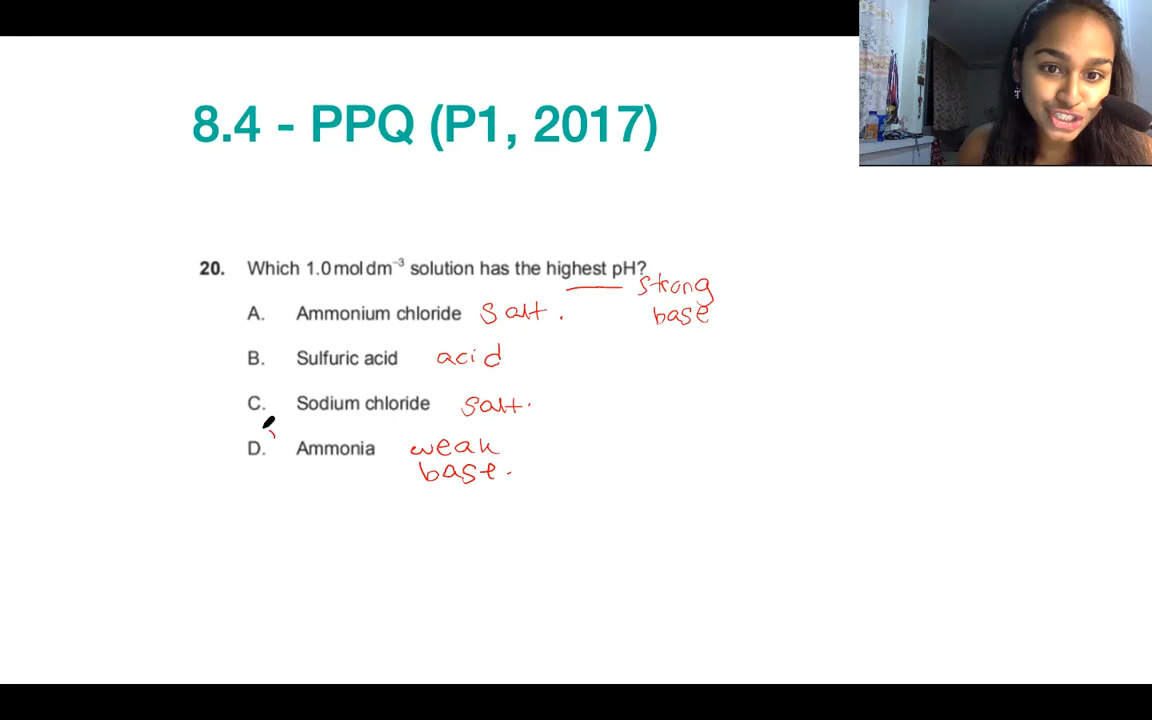 8.4 - PPQ (P1, 2017)
20. Which 1.0 mol dm⁻³ solution has the highest pH?
strong
base
A. Ammonium chloride salt.
B. Sulfuric acid acid
C. Sodium chloride salt.
D. Ammonia weak
base.